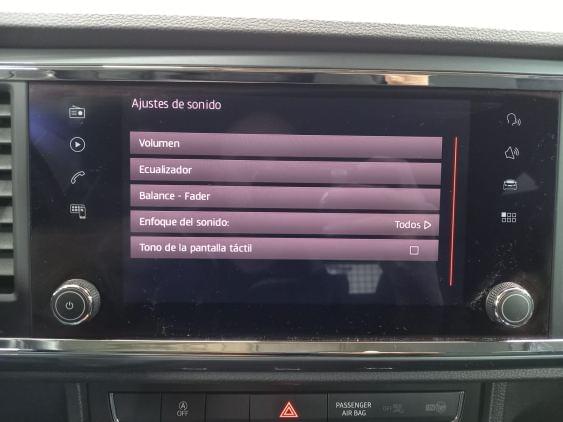 Ajustes de sonido
Volumen
Ecualizador
Balance - Fader
Enfoque del sonido: Todos
Tono de la pantalla táctil
A
OFF
PASSENGER
AIR BAG
OFF